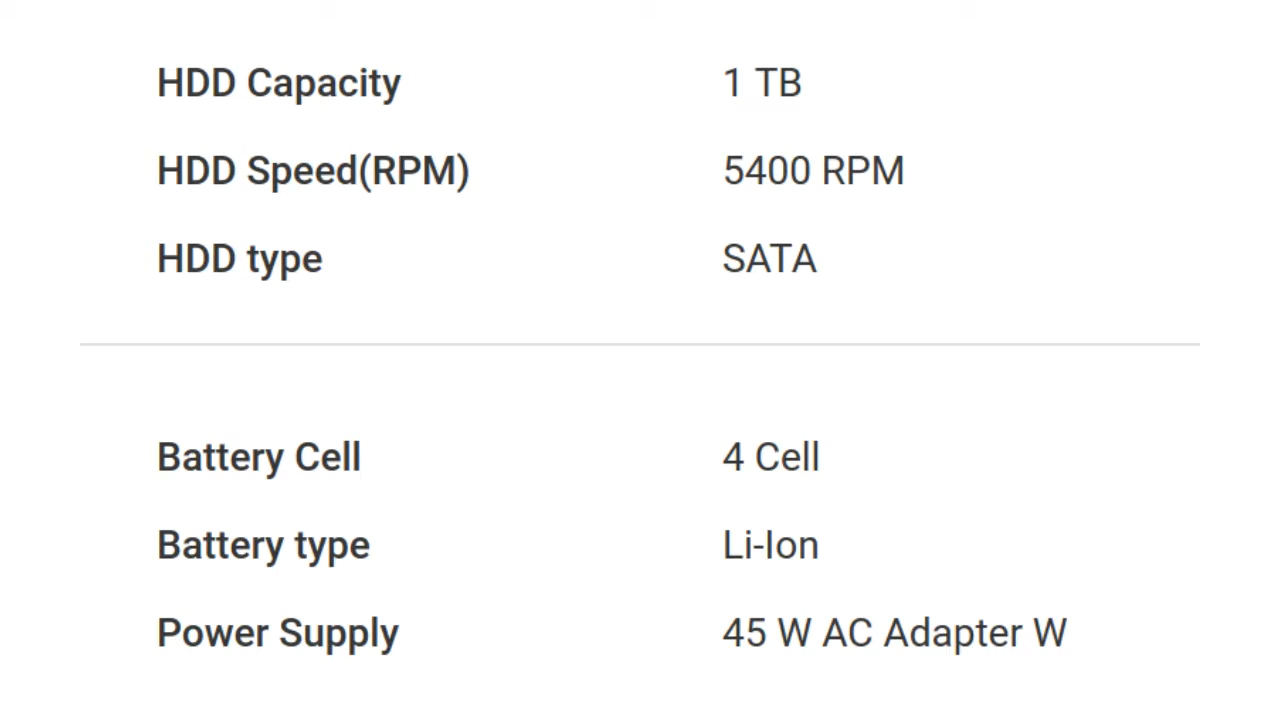 HDD Capacity 1 TB
HDD Speed(RPM) 5400 RPM
HDD type SATA
Battery Cell 4 Cell
Battery type Li-Ion
Power Supply 45 W AC Adapter W